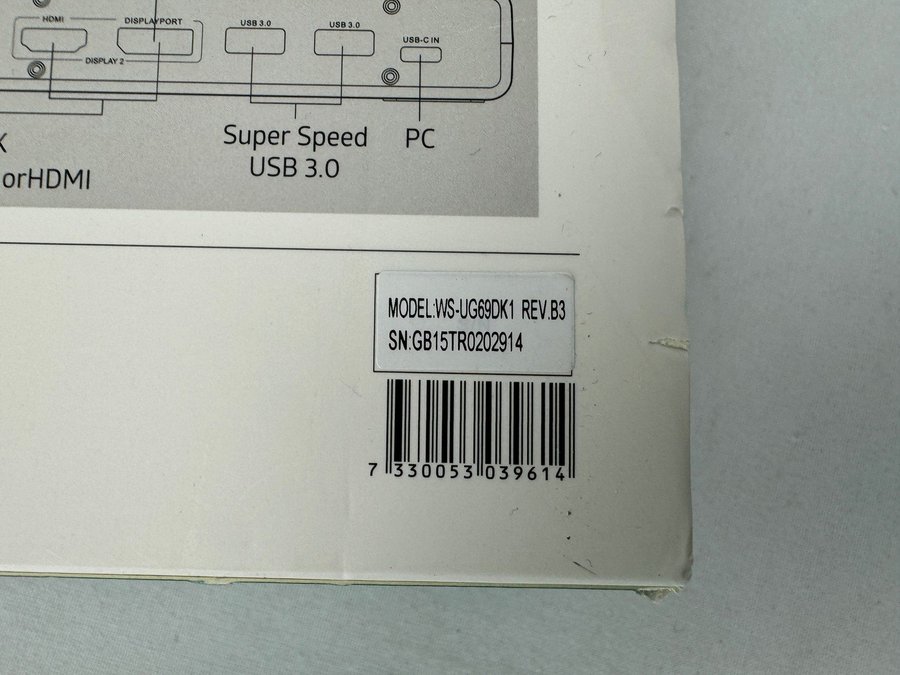 HDMI
DISPLAYPORT
USB 3.0
USB 3.0
USB-C IN
DISPLAY 2
Super Speed
USB 3.0
PC
K
orHDMI
MODEL:WS-UG69DK1 REV.B3
SN:GB15TR0202914
7 330053 039614